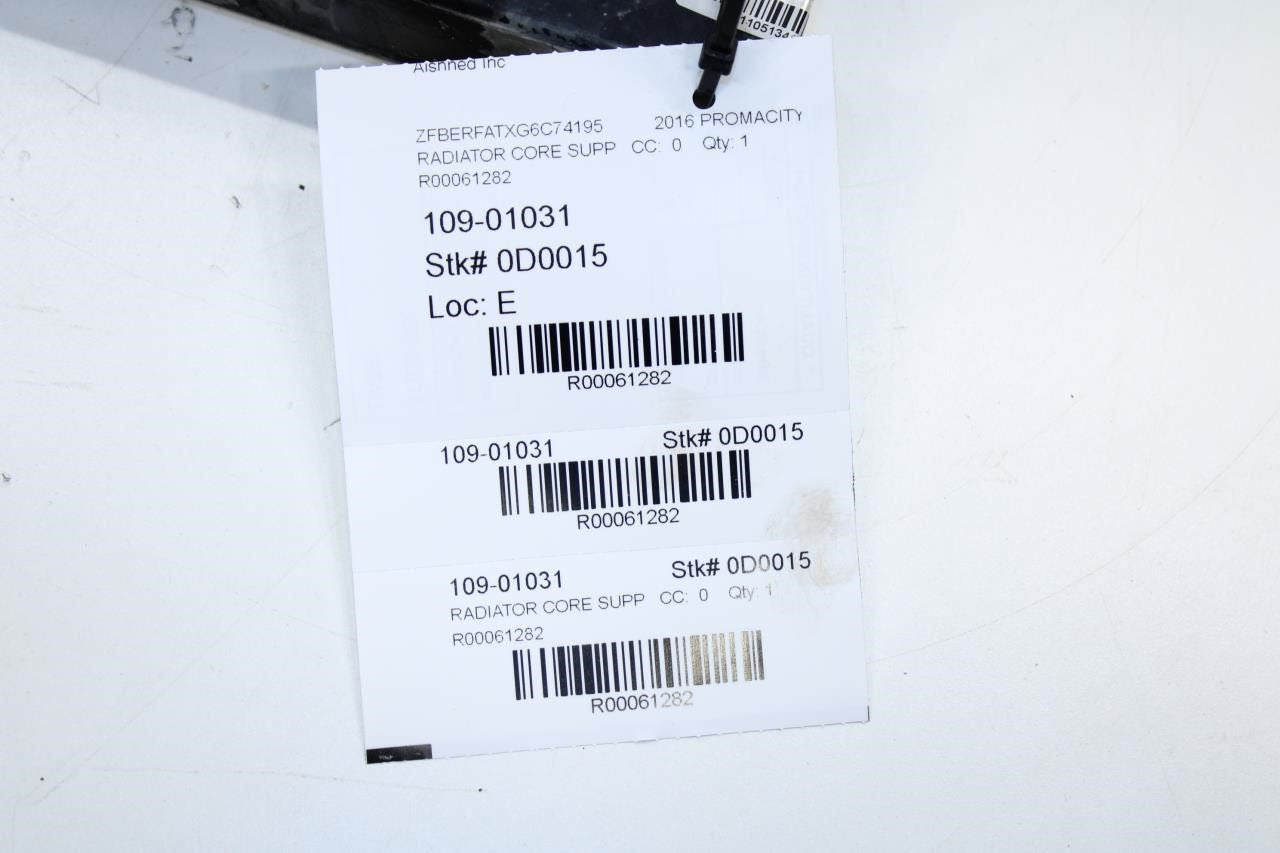 Aishned Inc
ZFBERFATXG6C74195 2016 PROMACITY
RADIATOR CORE SUPP CC: 0 Qty: 1
R00061282
109-01031
Stk# 0D0015
Loc: E
R00061282
109-01031 Stk# 0D0015
R00061282
109-01031 Stk# 0D0015
RADIATOR CORE SUPP CC: 0 Qty: 1
R00061282
R00061282